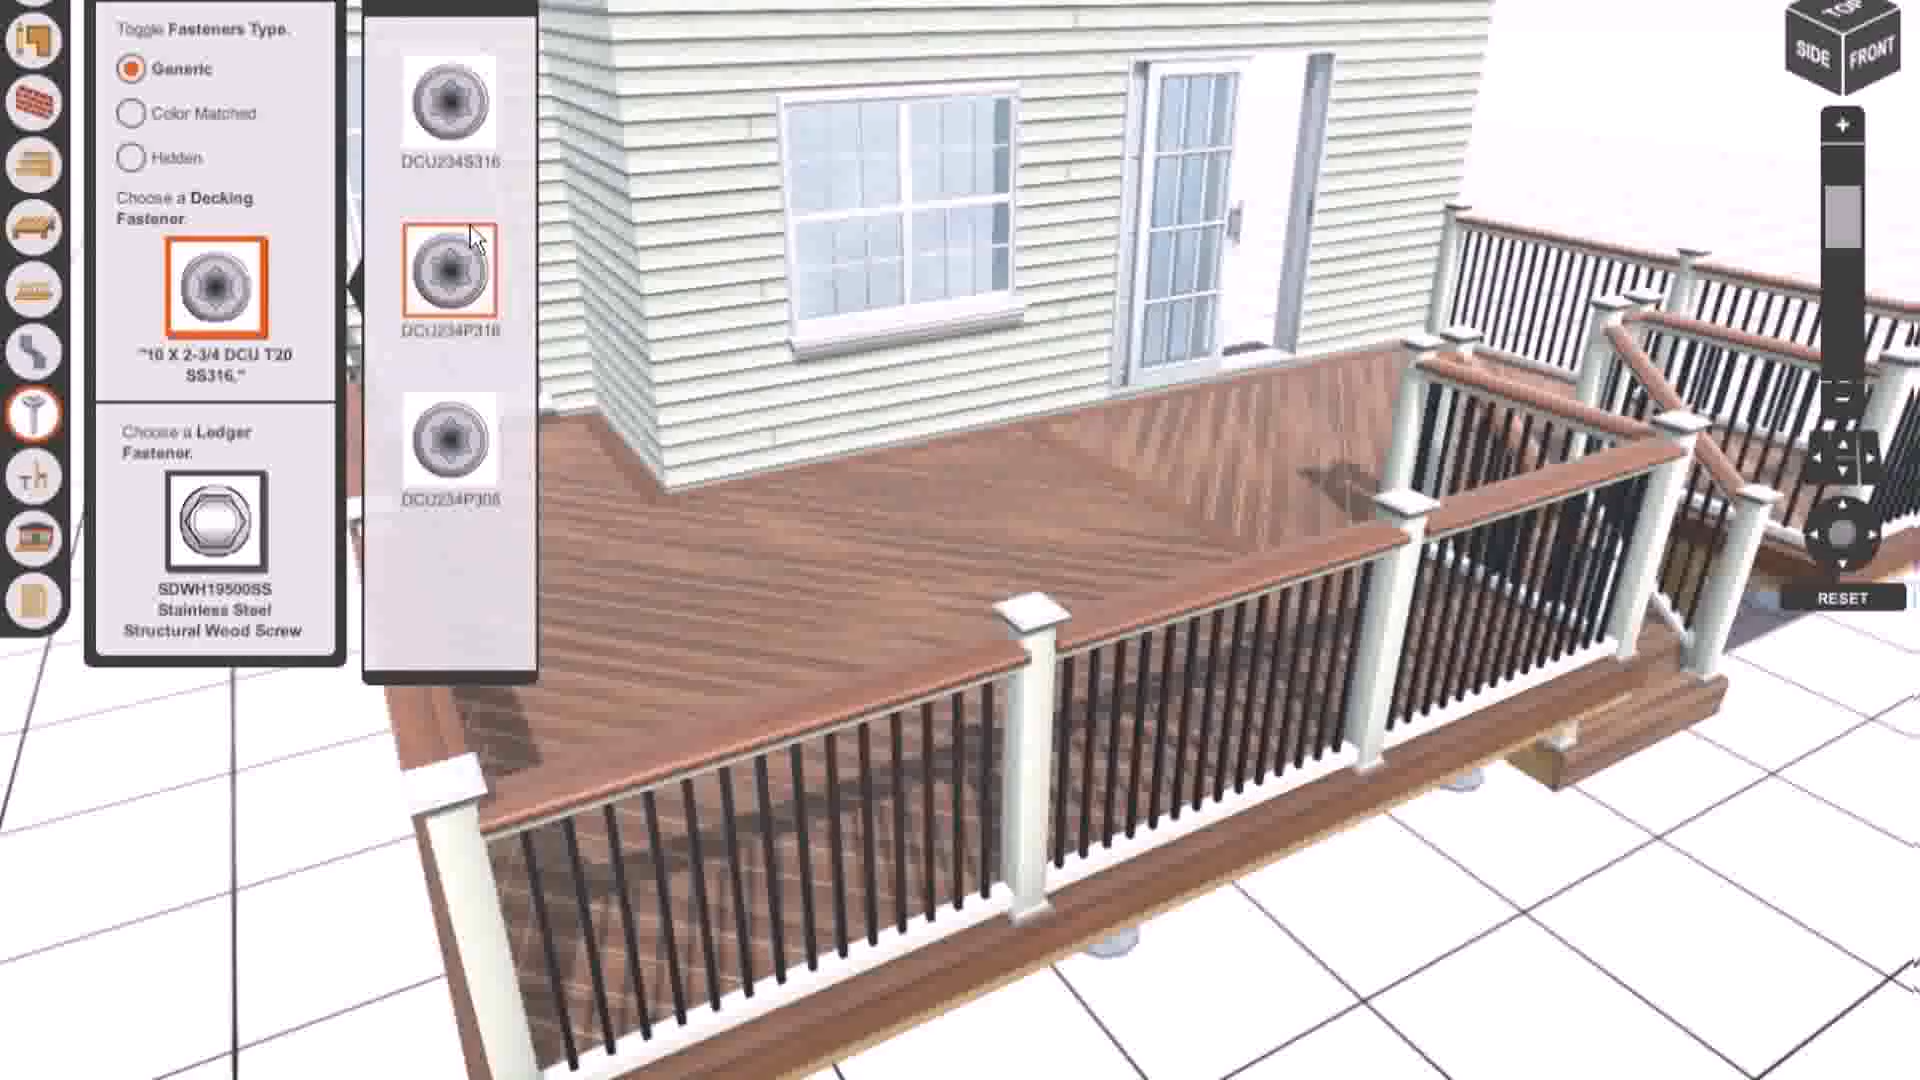 Toggle Fasteners Type.
Generic
Color Matched
Hidden
Choose a Decking
Fastener.
"10 X 2-3/4 DCU T20
SS316,"
Choose a Ledger
Fastener.
SDWH19500SS
Stainless Steel
Structural Wood Screw
DCU234S316
DCU234P316
DCU234P305
TOP
SIDE
FRONT
+
-
RESET